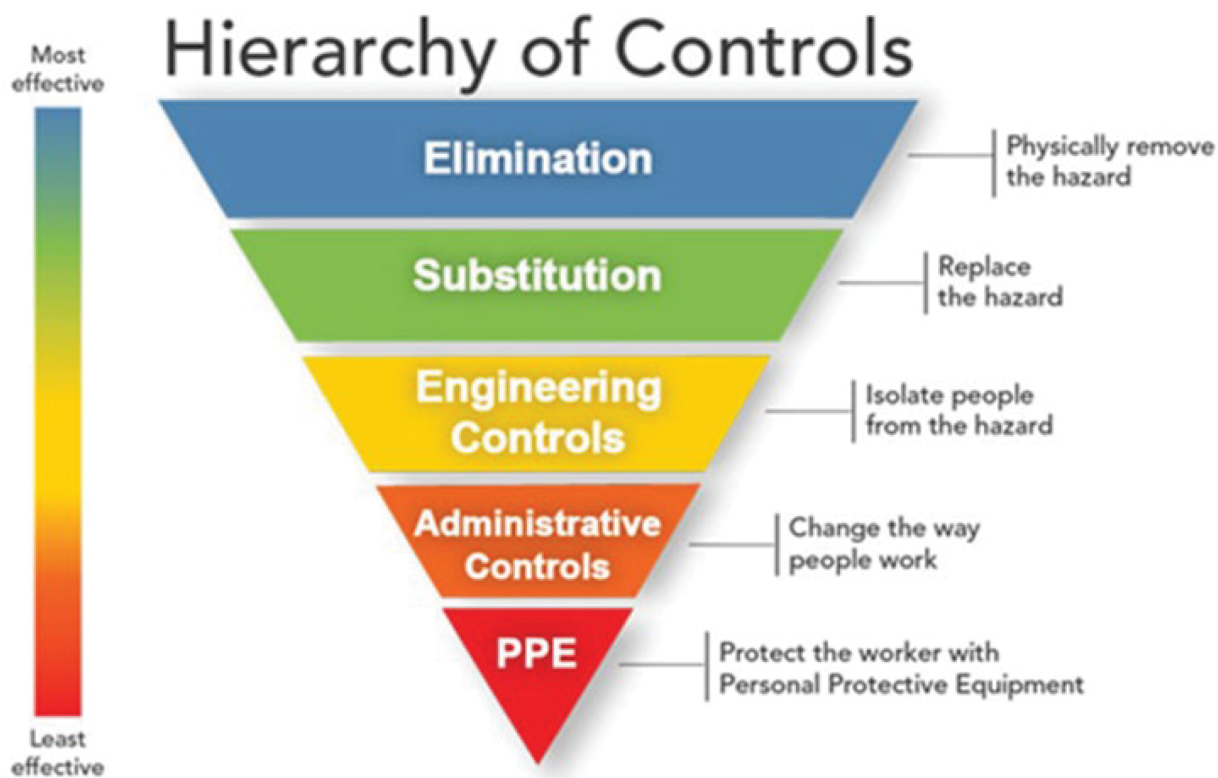 Hierarchy of Controls
Most
effective
Elimination
Physically remove
the hazard
Substitution
Replace
the hazard
Engineering
Controls
Isolate people
from the hazard
Administrative
Controls
Change the way
people work
PPE
Protect the worker with
Personal Protective Equipment
Least
effective